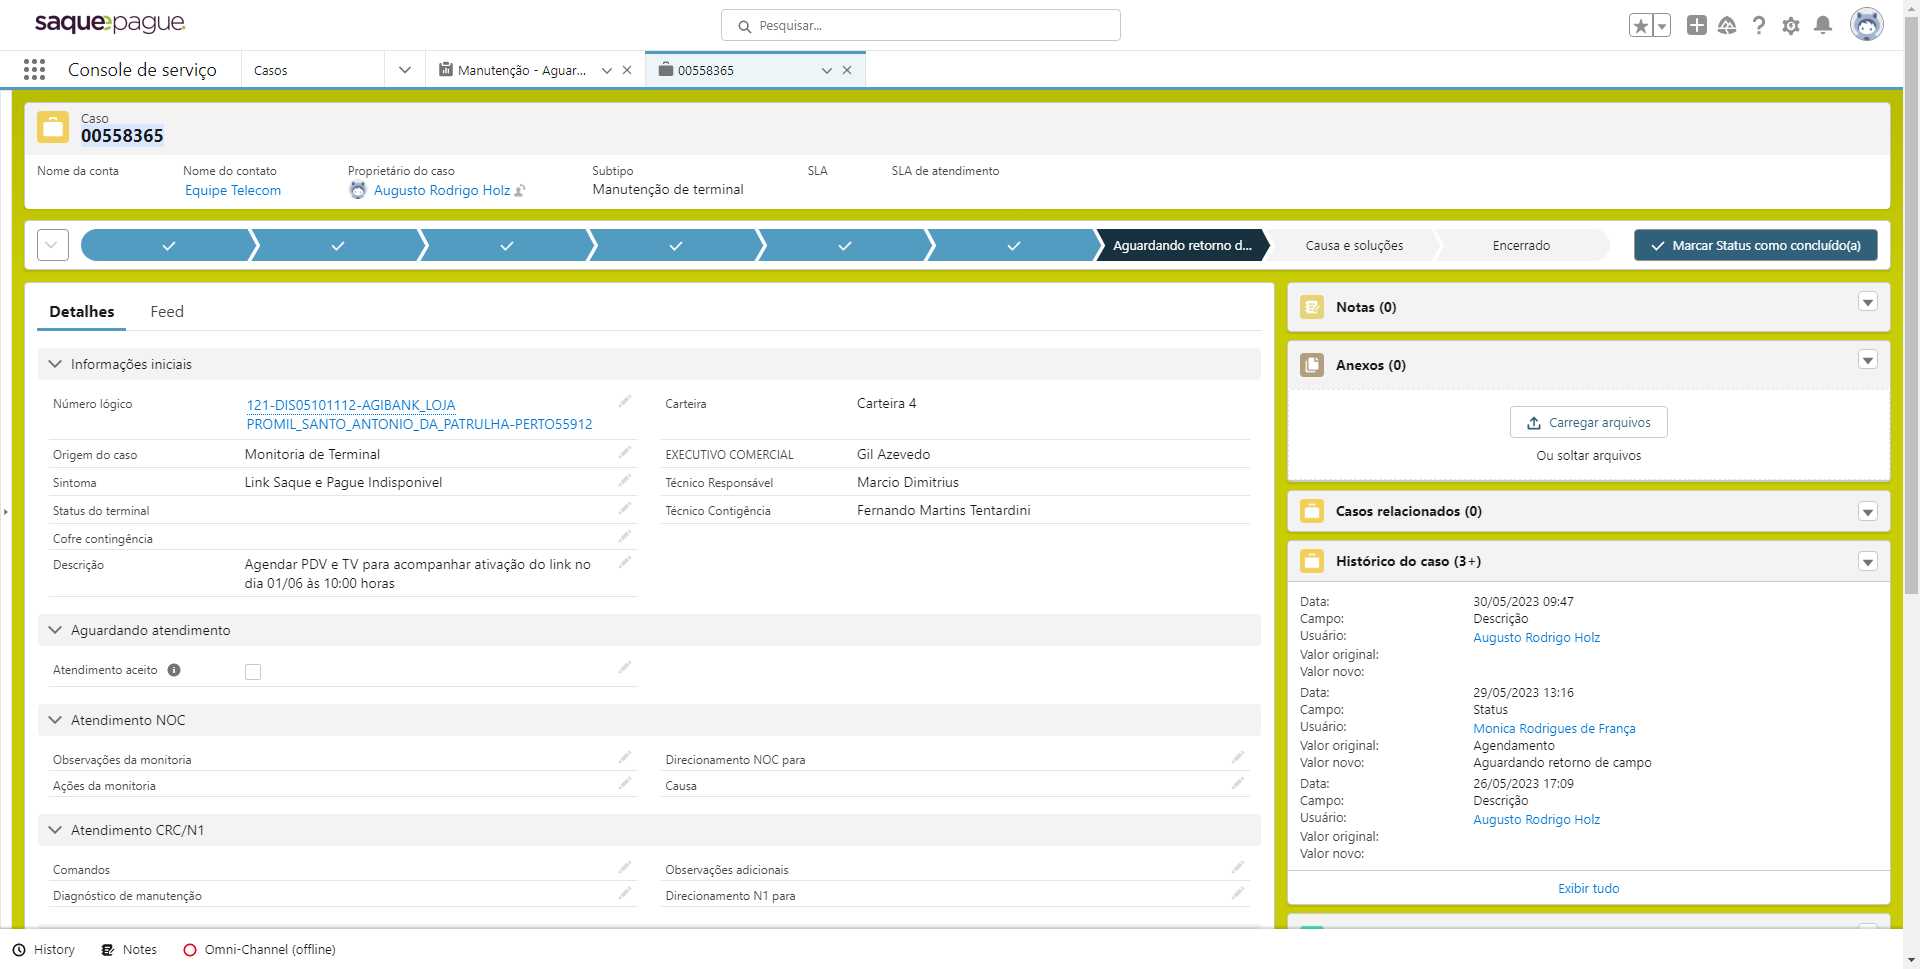 saquepague
Pesquisar...
Console de serviço
Casos
Manutenção - Aguar...
00558365
Caso
00558365
Nome da conta
Nome do contato
Proprietário do caso
Subtipo
SLA
SLA de atendimento
Equipe Telecom
Augusto Rodrigo Holz
Manutenção de terminal
Aguardando retorno d...
Causa e soluções
Encerrado
Marcar Status como concluído(a)
Detalhes
Feed
Informações iniciais
Número lógico
121-DIS05101112-AGIBANK_LOJA
PROMIL_SANTO_ANTONIO_DA_PATRULHA-PERTO55912
Carteira
Carteira 4
Origem do caso
Monitoria de Terminal
EXECUTIVO COMERCIAL
Gil Azevedo
Sintoma
Link Saque e Pague Indisponivel
Técnico Responsável
Marcio Dimitrius
Status do terminal
Técnico Contigência
Fernando Martins Tentardini
Cofre contingência
Descrição
Agendar PDV e TV para acompanhar ativação do link no
dia 01/06 às 10:00 horas
Aguardando atendimento
Atendimento aceito
Atendimento NOC
Observações da monitoria
Direcionamento NOC para
Ações da monitoria
Causa
Atendimento CRC/N1
Comandos
Observações adicionais
Diagnóstico de manutenção
Direcionamento N1 para
Notas (0)
Anexos (0)
Carregar arquivos
Ou soltar arquivos
Casos relacionados (0)
Histórico do caso (3+)
Data:
30/05/2023 09:47
Campo:
Descrição
Usuário:
Augusto Rodrigo Holz
Valor original:
Valor novo:
Data:
29/05/2023 13:16
Campo:
Status
Usuário:
Monica Rodrigues de França
Valor original:
Agendamento
Valor novo:
Aguardando retorno de campo
Data:
26/05/2023 17:09
Campo:
Descrição
Usuário:
Augusto Rodrigo Holz
Valor original:
Valor novo:
Exibir tudo
History
Notes
Omni-Channel (offline)